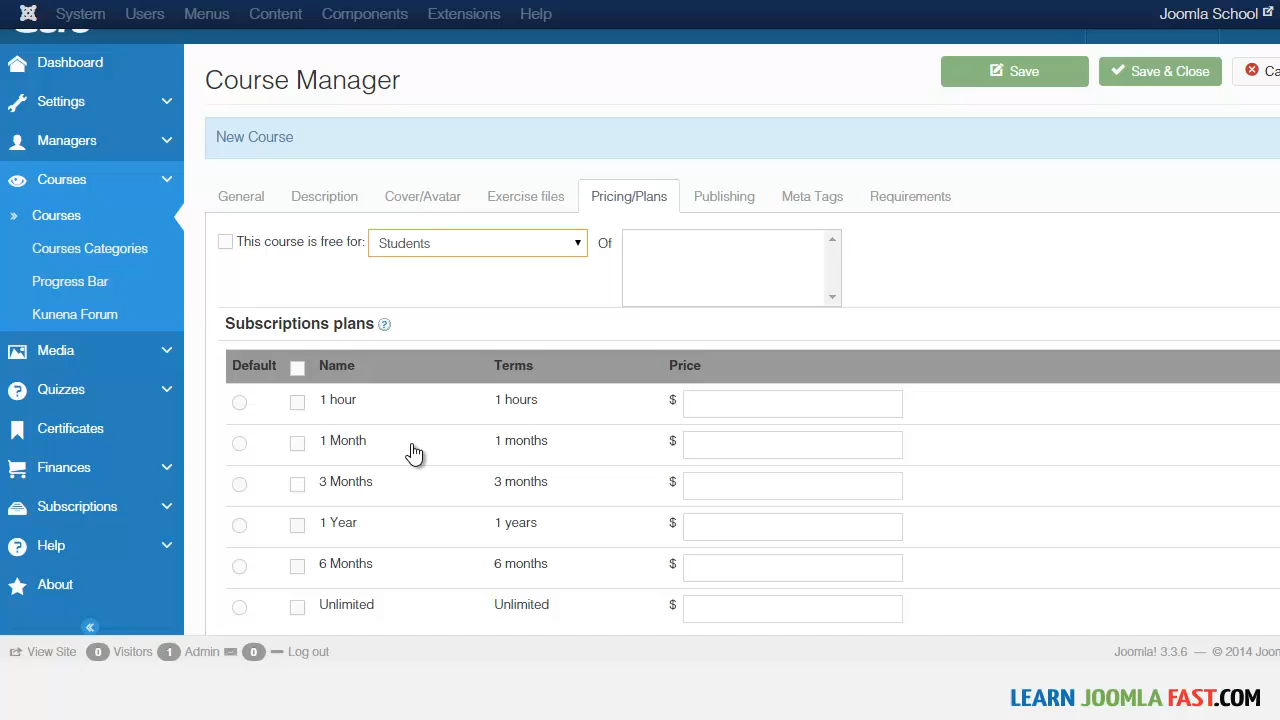 System Users Menus Content Components Extensions Help Joomla School
Dashboard
Settings
Managers
Courses
Courses
Courses Categories
Progress Bar
Kunena Forum
Media
Quizzes
Certificates
Finances
Subscriptions
Help
About
Course Manager
Save
Save & Close
Ca
New Course
General Description Cover/Avatar Exercise files Pricing/Plans Publishing Meta Tags Requirements
This course is free for: Students Of
Subscriptions plans ?
Default Name Terms Price
1 hour 1 hours $
1 Month 1 months $
3 Months 3 months $
1 Year 1 years $
6 Months 6 months $
Unlimited Unlimited $
View Site 0 Visitors 1 Admin 0 Log out Joomla! 3.3.6 — © 2014 Joom
LEARN JOOMLA FAST.COM